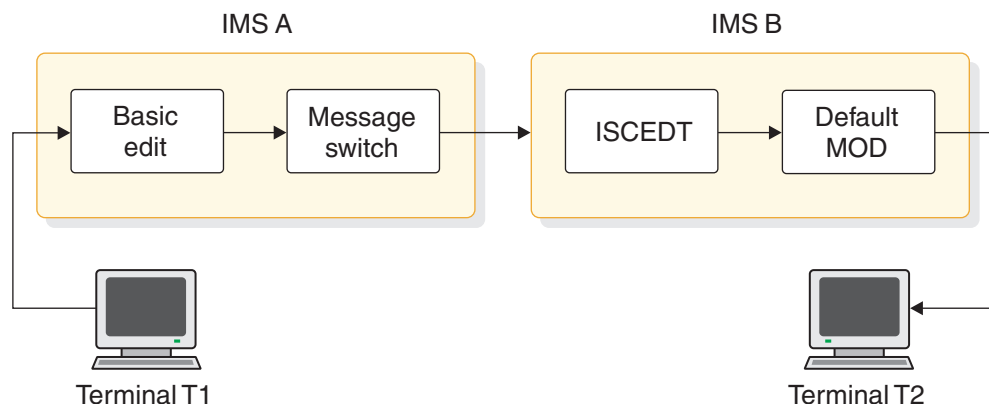 IMS A
IMS B
Basic
edit
Message
switch
ISCEDT
Default
MOD
Terminal T1
Terminal T2